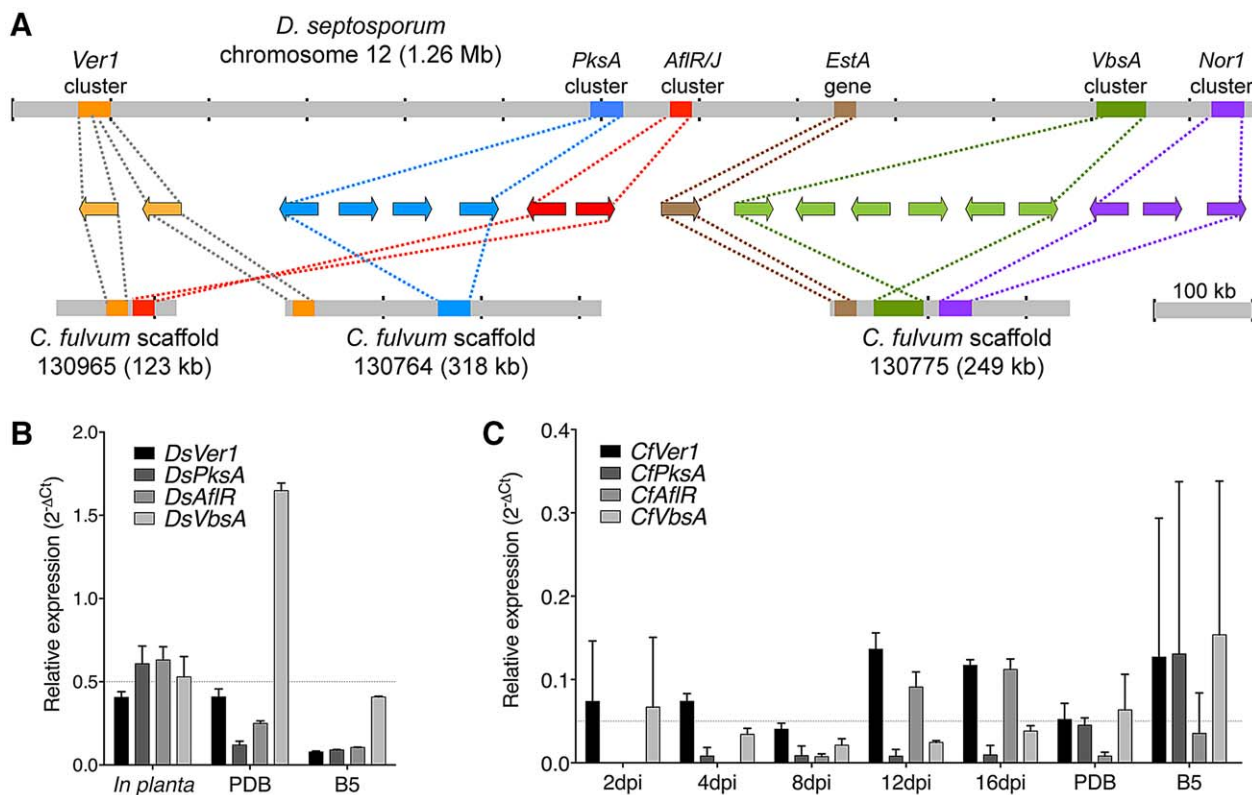 A
D. septosporum
chromosome 12 (1.26 Mb)
Ver1
cluster
PksA
cluster
AflR/J
cluster
EstA
gene
VbsA
cluster
Nor1
cluster
100 kb
C. fulvum scaffold
130965 (123 kb)
C. fulvum scaffold
130764 (318 kb)
C. fulvum scaffold
130775 (249 kb)
B
Relative expression (2-ΔCt)
2.0
1.5
1.0
0.5
0.0
DsVer1
DsPksA
DsAflR
DsVbsA
In planta
PDB
B5
C
Relative expression (2-ΔCt)
0.4
0.3
0.2
0.1
0.0
CfVer1
CfPksA
CfAflR
CfVbsA
2dpi
4dpi
8dpi
12dpi
16dpi
PDB
B5